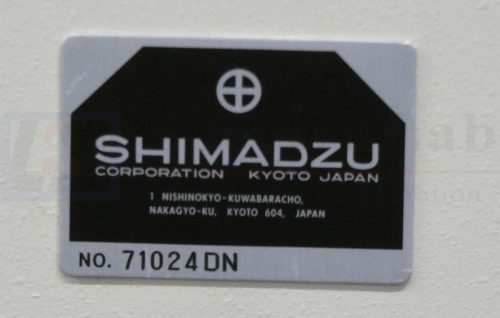 SHIMADZU
CORPORATION KYOTO JAPAN
1 NISHINOKYO-KUWABARACHO,
NAKAGYO-KU, KYOTO 604, JAPAN
NO. 71024DN